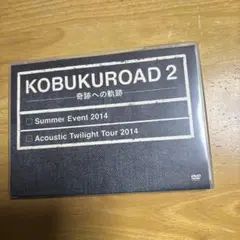 KOBUKUROAD 2
奇跡への軌跡
Summer Event 2014
Acoustic Twilight Tour 2014
DVD